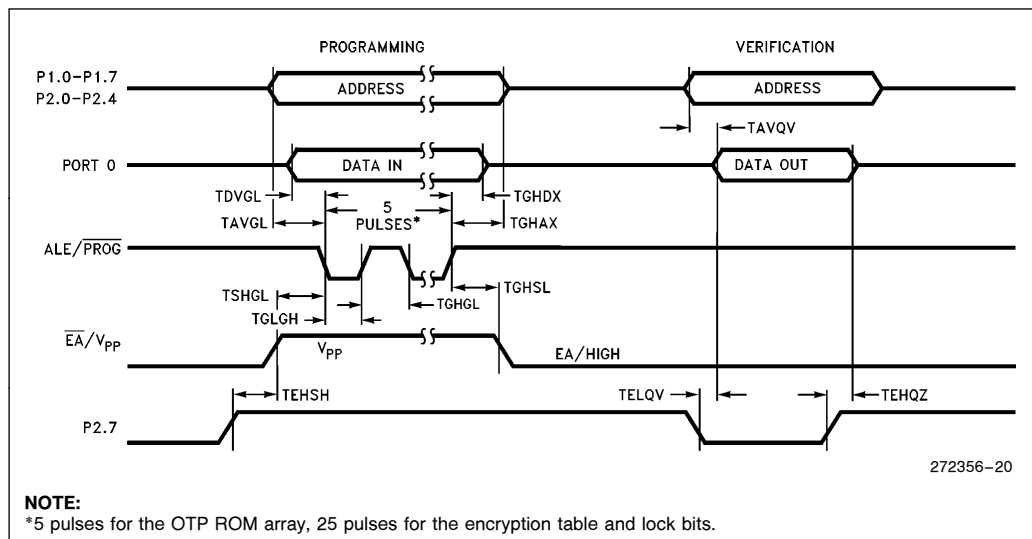 PROGRAMMING VERIFICATION
P1.0–P1.7
P2.0–P2.4
ADDRESS ADDRESS
TAVQV
PORT 0 DATA IN DATA OUT
TDVGL 5 TGHDX
TAVGL PULSES* TGHAX
ALE/PROG
TSHGL TGHGL TGHSL
TGLGH
EA/VPP VPP EA/HIGH
TEHSH TELQV TEHQZ
P2.7
272356–20
NOTE:
*5 pulses for the OTP ROM array, 25 pulses for the encryption table and lock bits.